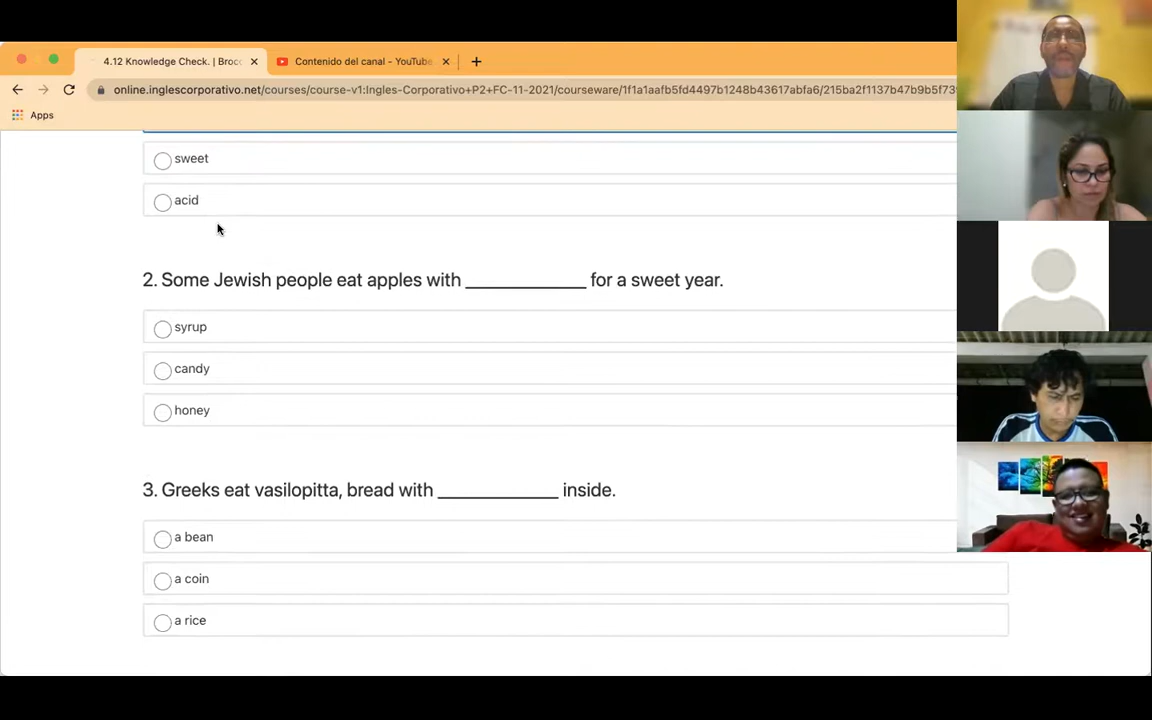 4.12 Knowledge Check. | Broc
Contenido del canal - YouTube
online.inglescorporativo.net/courses/course-v1:Ingles-Corporativo+P2+FC-11-2021/courseware/1f1a1aafb5fd4497b1248b43617abfa6/215ba2f1137b47b9b5f73
Apps
sweet
acid
2. Some Jewish people eat apples with ____________ for a sweet year.
syrup
candy
honey
3. Greeks eat vasilopitta, bread with ____________ inside.
a bean
a coin
a rice